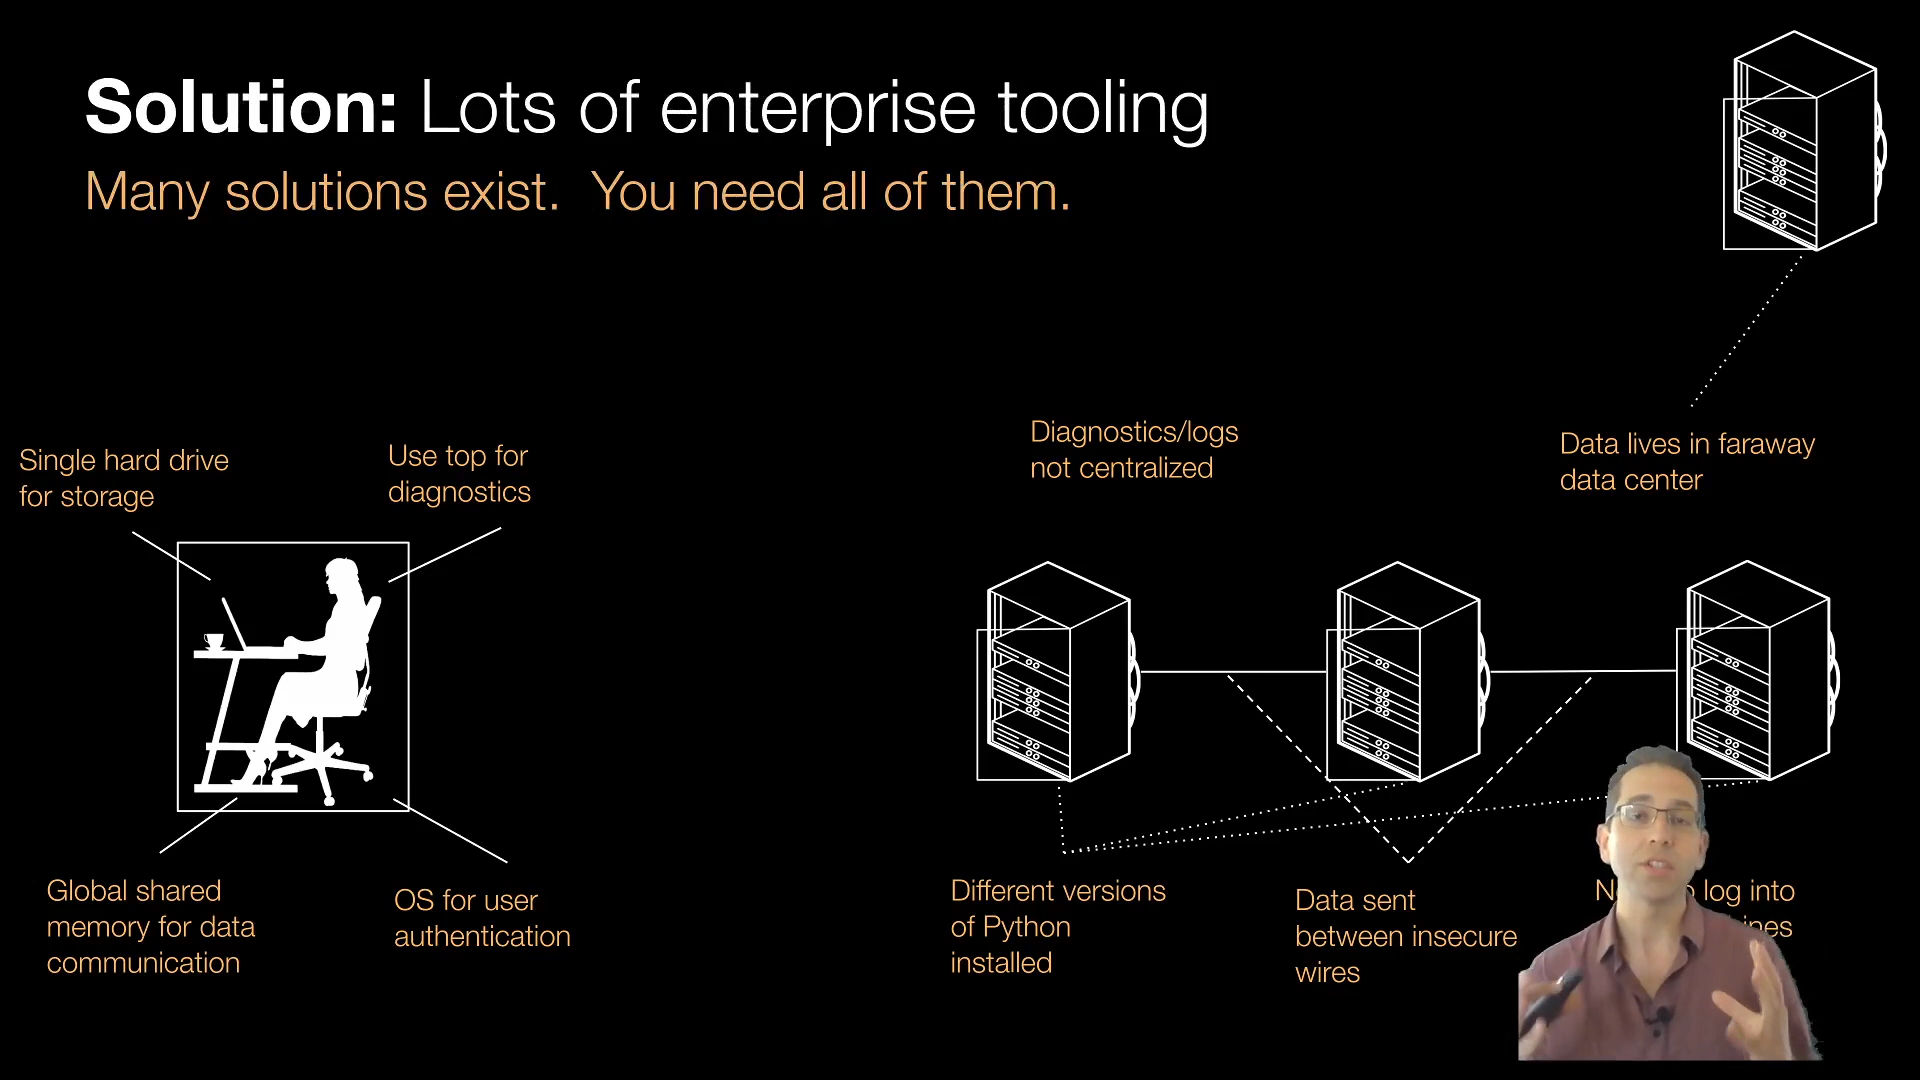 Solution: Lots of enterprise tooling
Many solutions exist. You need all of them.
Single hard drive
for storage
Use top for
diagnostics
Global shared
memory for data
communication
OS for user
authentication
Diagnostics/logs
not centralized
Data lives in faraway
data center
Different versions
of Python
installed
Data sent
between insecure
wires
log into